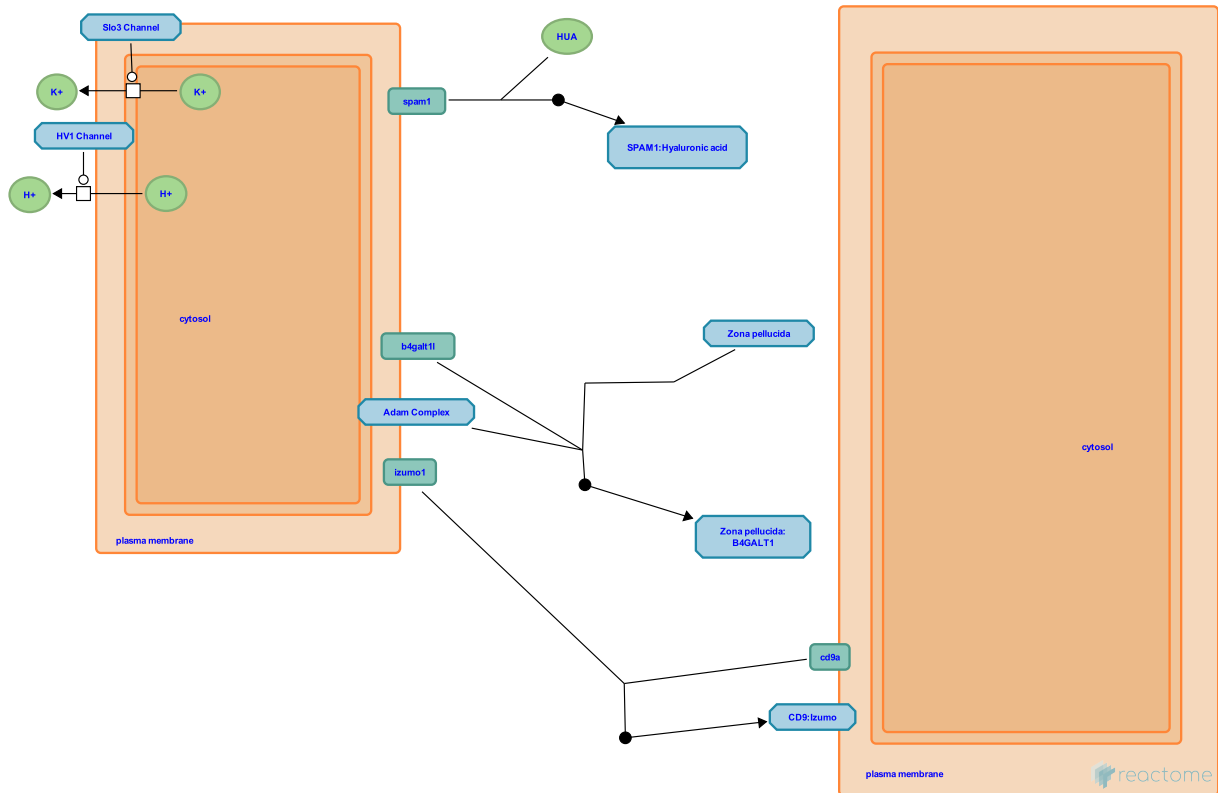 Slo3 Channel
HUA
K+
K+
spam1
HV1 Channel
SPAM1:Hyaluronic acid
H+
H+
cytosol
Zona pellucida
b4galt1l
Adam Complex
cytosol
izumo1
Zona pellucida:
B4GALT1
plasma membrane
cd9a
CD9:Izumo
plasma membrane
reactome